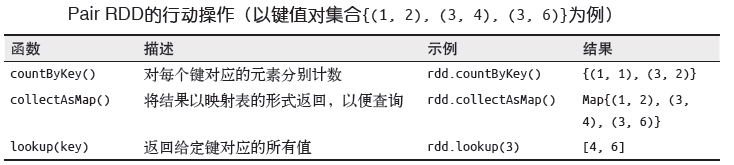 Pair RDD的行动操作（以键值对集合{(1, 2), (3, 4), (3, 6)}为例）
函数 描述 示例 结果
countByKey() 对每个键对应的元素分别计数 rdd.countByKey() {(1, 1), (3, 2)}
collectAsMap() 将结果以映射表的形式返回，以便查询 rdd.collectAsMap() Map{(1, 2), (3,
4), (3, 6)}
lookup(key) 返回给定键对应的所有值 rdd.lookup(3) [4, 6]